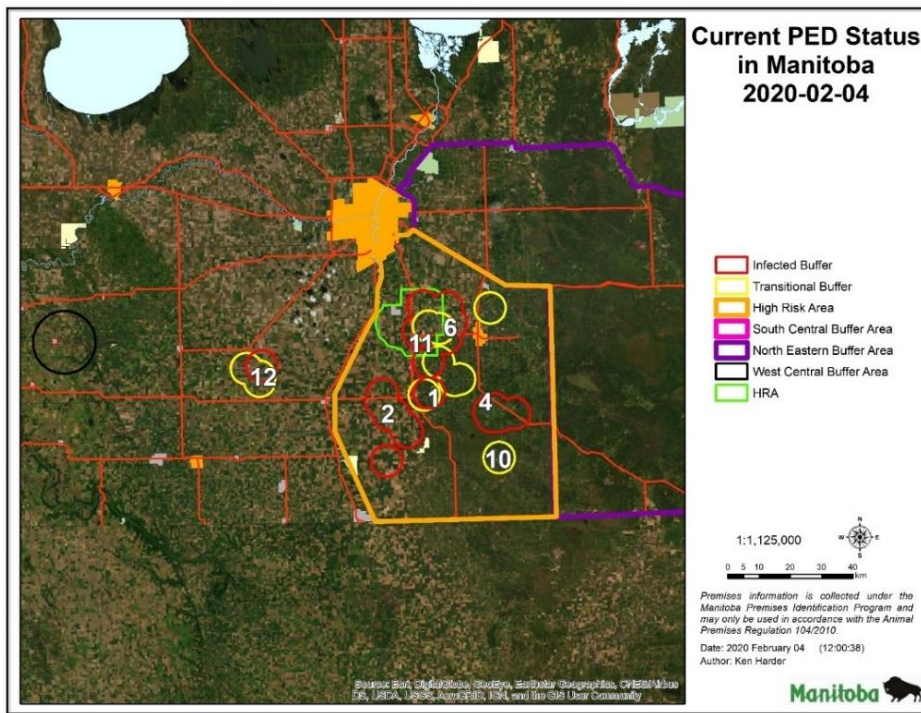 Current PED Status
in Manitoba
2020-02-04
Infected Buffer
Transitional Buffer
High Risk Area
South Central Buffer Area
North Eastern Buffer Area
West Central Buffer Area
HRA
6
11
12
1
2
4
10
N
W E
S
1:1,125,000
0 5 10 20 30 40
km
Premises information is collected under the
Manitoba Premises Identification Program and
may only be used in accordance with the Animal
Premises Regulation 104/2010.
Date: 2020 February 04 (12:00:38)
Author: Ken Harder
Source: Esri, DigitalGlobe, GeoEye, Earthstar Geographics, CNES/Airbus
DS, USDA, USGS, AeroGRID, IGN, and the GIS User Community
Manitoba